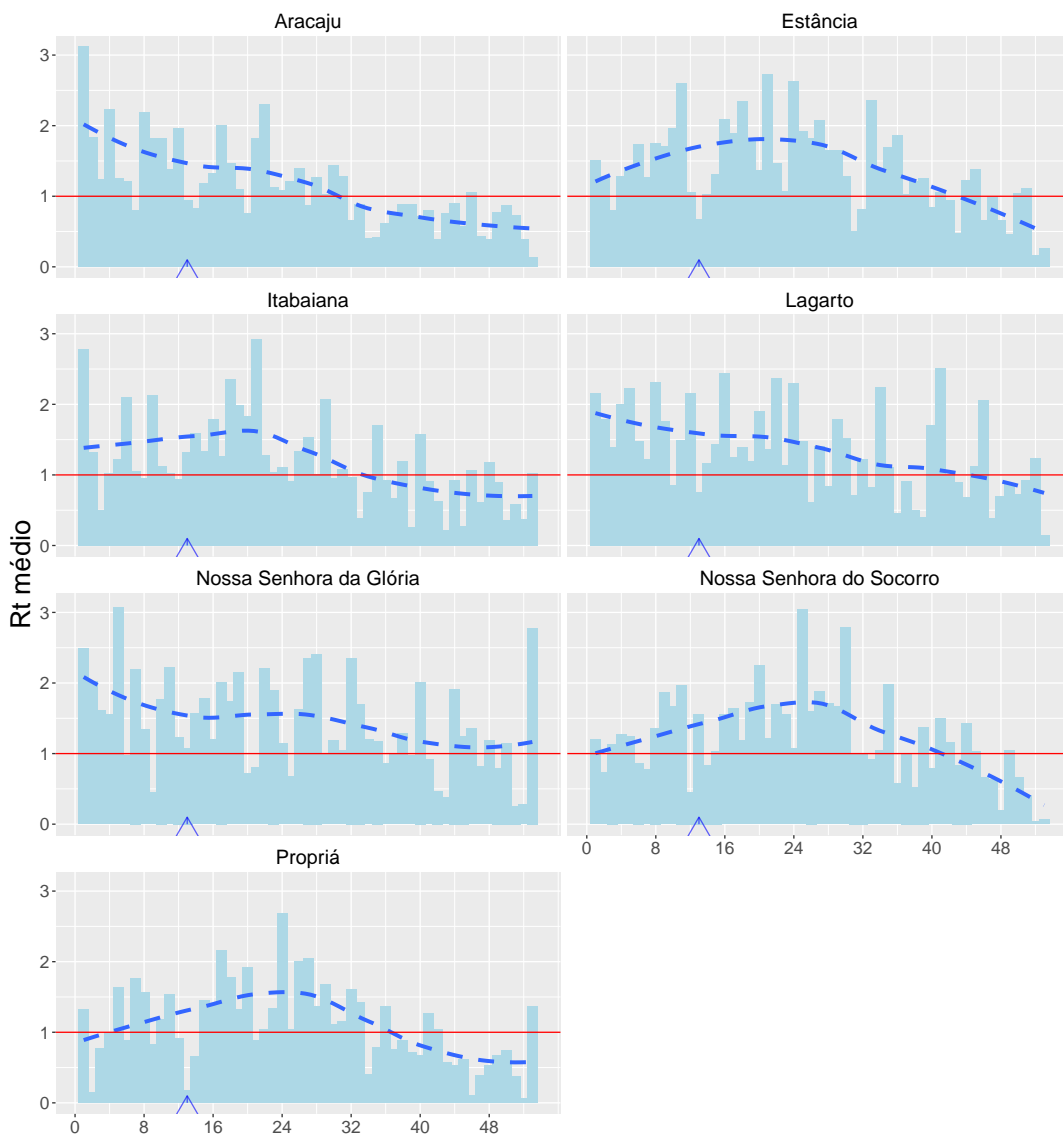 Aracaju
Estância
3
2
1
0
Itabaiana
Lagarto
3
2
1
0
Nossa Senhora da Glória
Nossa Senhora do Socorro
3
2
1
0
0 8 16 24 32 40 48
Propriá
3
2
1
0
0 8 16 24 32 40 48
Rt médio